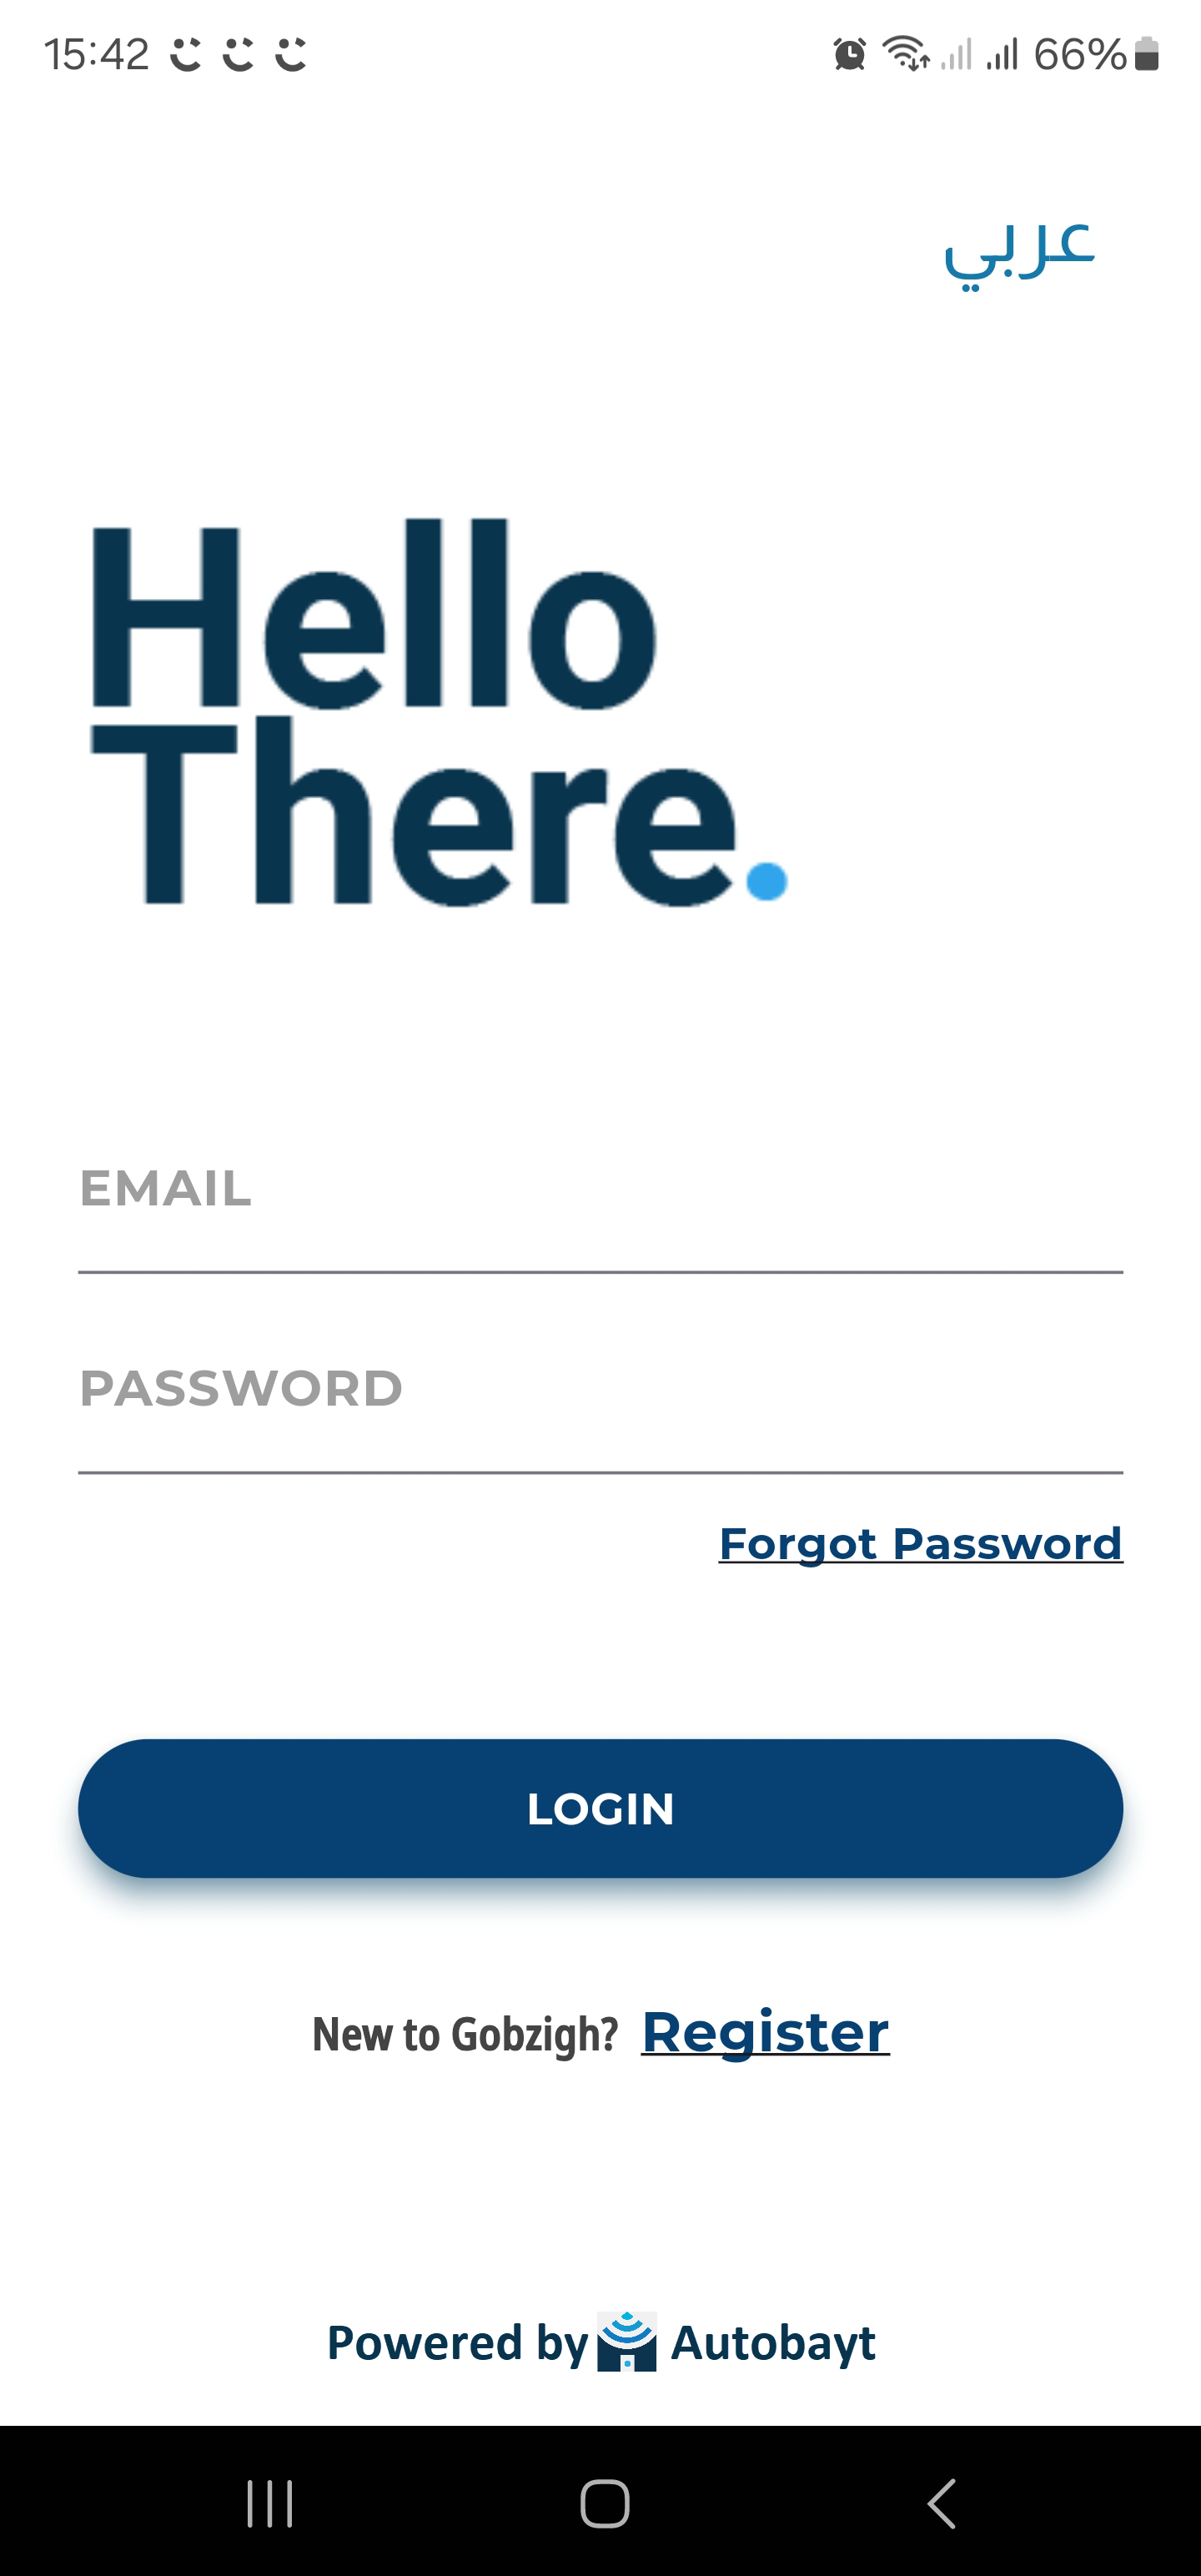 15:42 66%
عربي
Hello
There.
EMAIL
PASSWORD
Forgot Password
LOGIN
New to Gobzigh? Register
Powered by Autobayt